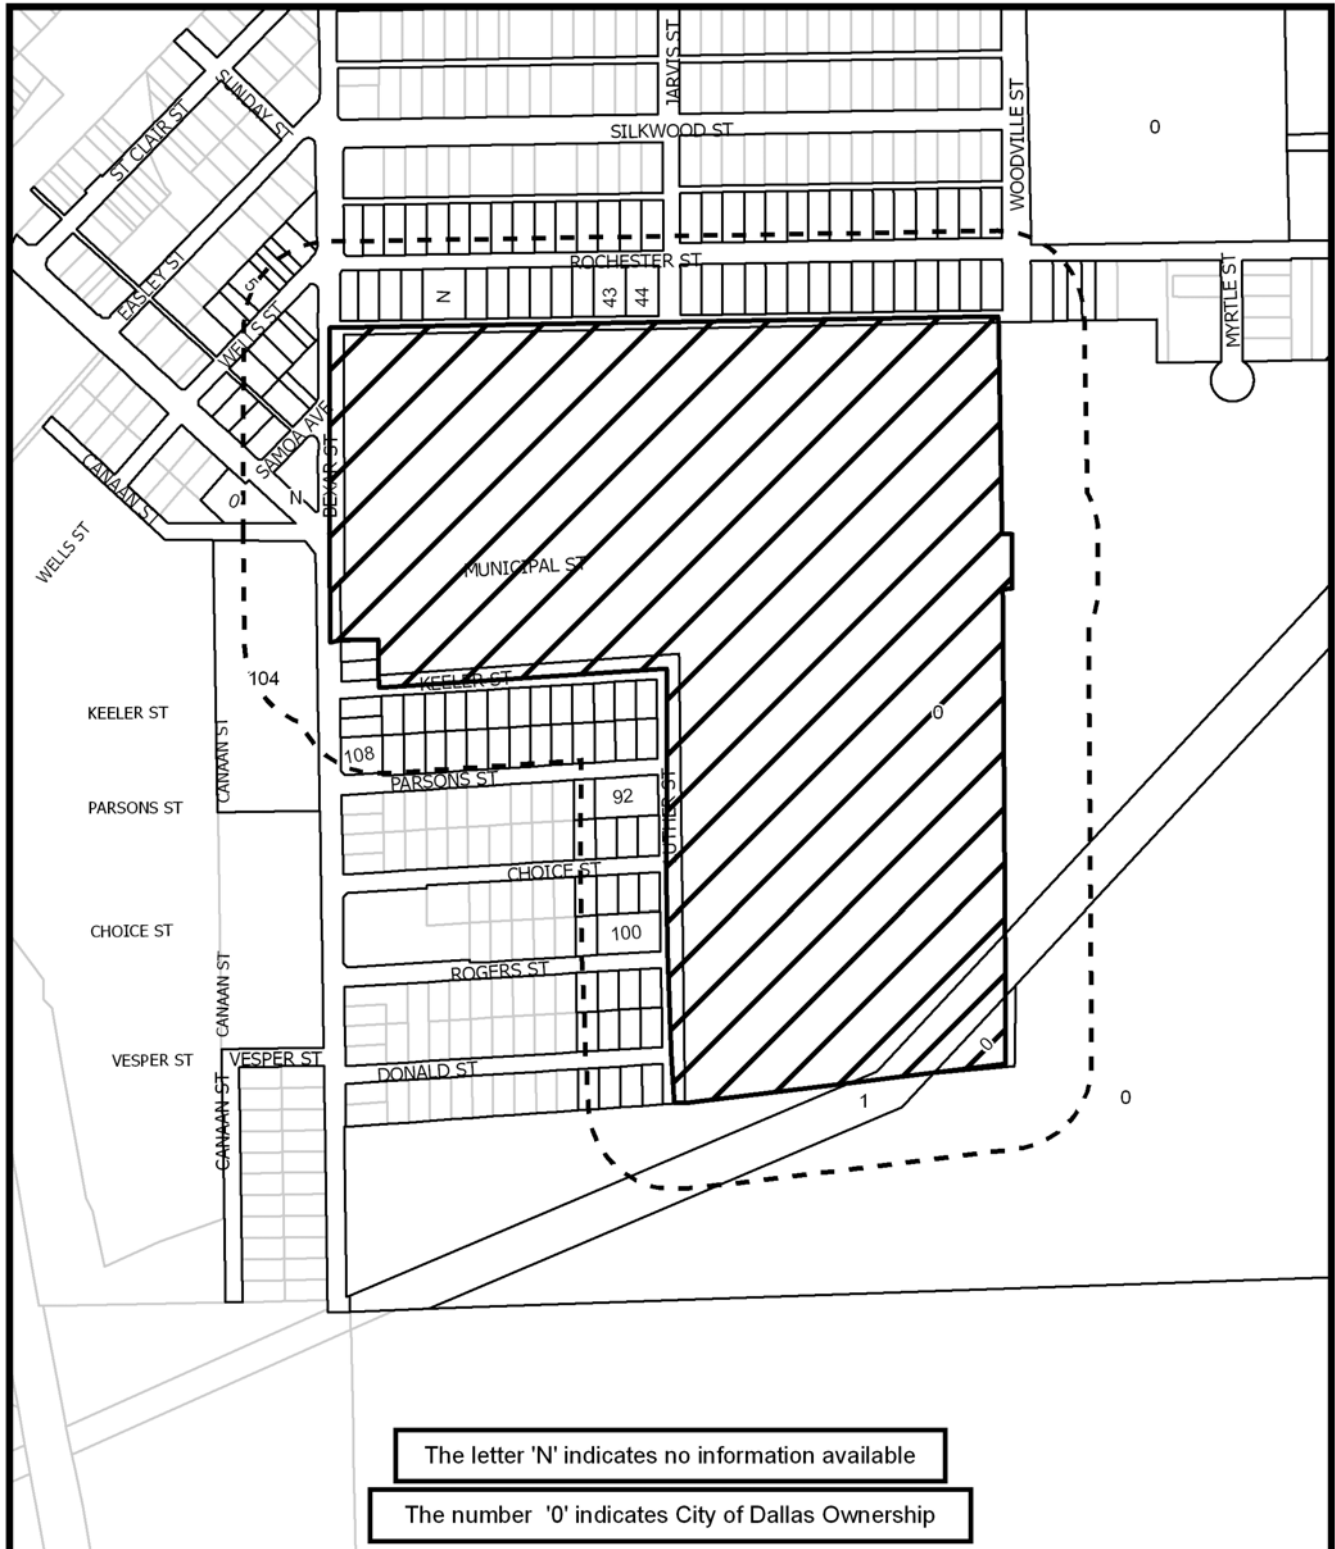 JARVIS ST
SUNDAY ST
ST CLAIR ST
SILKWOOD ST
WOODVILLE ST
0
EASLEY ST
5
WELLS ST
ROCHESTER ST
N
43
44
MYRTLE ST
SAMOA AVE
BEXAR ST
CANAAN ST
0
N
WELLS ST
MUNICIPAL ST
104
KEELER ST
KEELER ST
0
CANAAN ST
108
PARSONS ST
PARSONS ST
92
LUTHER ST
CHOICE ST
CHOICE ST
100
CANAAN ST
ROGERS ST
VESPER ST
VESPER ST
DONALD ST
0
CANAAN ST
1
0
The letter 'N' indicates no information available
The number '0' indicates City of Dallas Ownership